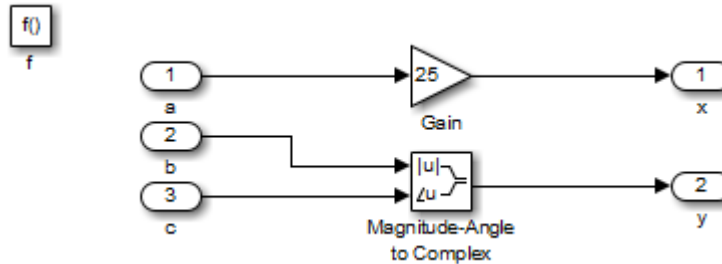 f()
f
1
a
25
Gain
1
x
2
b
3
c
|u|
∠u
Magnitude-Angle
to Complex
2
y